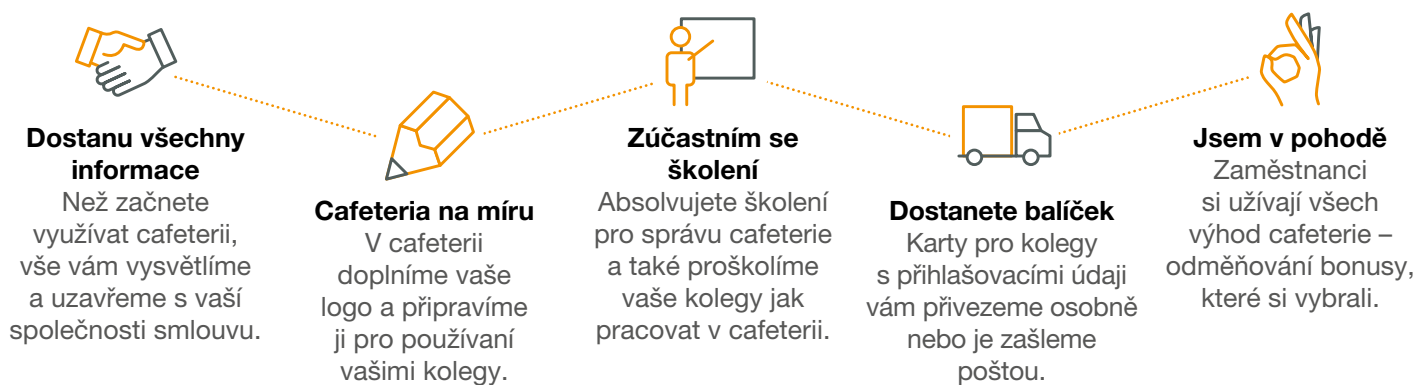 Dostanu všechny
informace
Než začnete
využívat cafeterii,
vše vám vysvětlíme
a uzavřeme s vaší
společnosti smlouvu.
Cafeteria na míru
V cafeterii
doplníme vaše
logo a připravíme
ji pro používaní
vašimi kolegy.
Zúčastním se
školení
Absolvujete školení
pro správu cafeterie
a také proškolíme
vaše kolegy jak
pracovat v cafeterii.
Dostanete balíček
Karty pro kolegy
s přihlašovacími údaji
vám přivezeme osobně
nebo je zašleme
poštou.
Jsem v pohodě
Zaměstnanci
si užívají všech
výhod cafeterie –
odměňování bonusy,
které si vybrali.